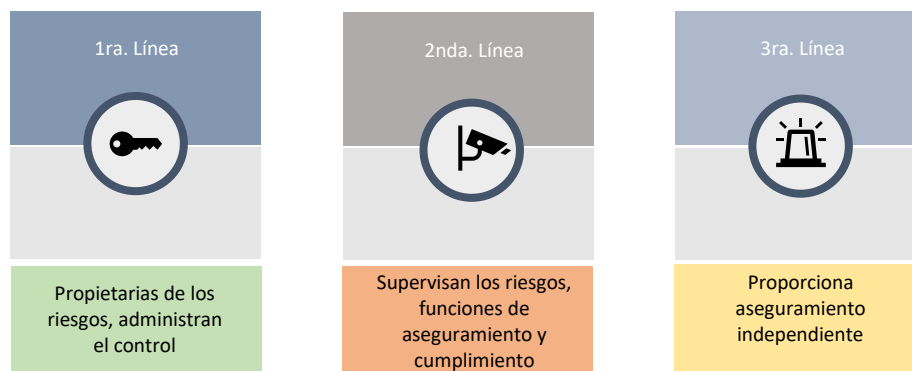 1ra. Línea
Propietarias de los
riesgos, administran
el control
2nda. Línea
Supervisan los riesgos,
funciones de
aseguramiento y
cumplimiento
3ra. Línea
Proporciona
aseguramiento
independiente